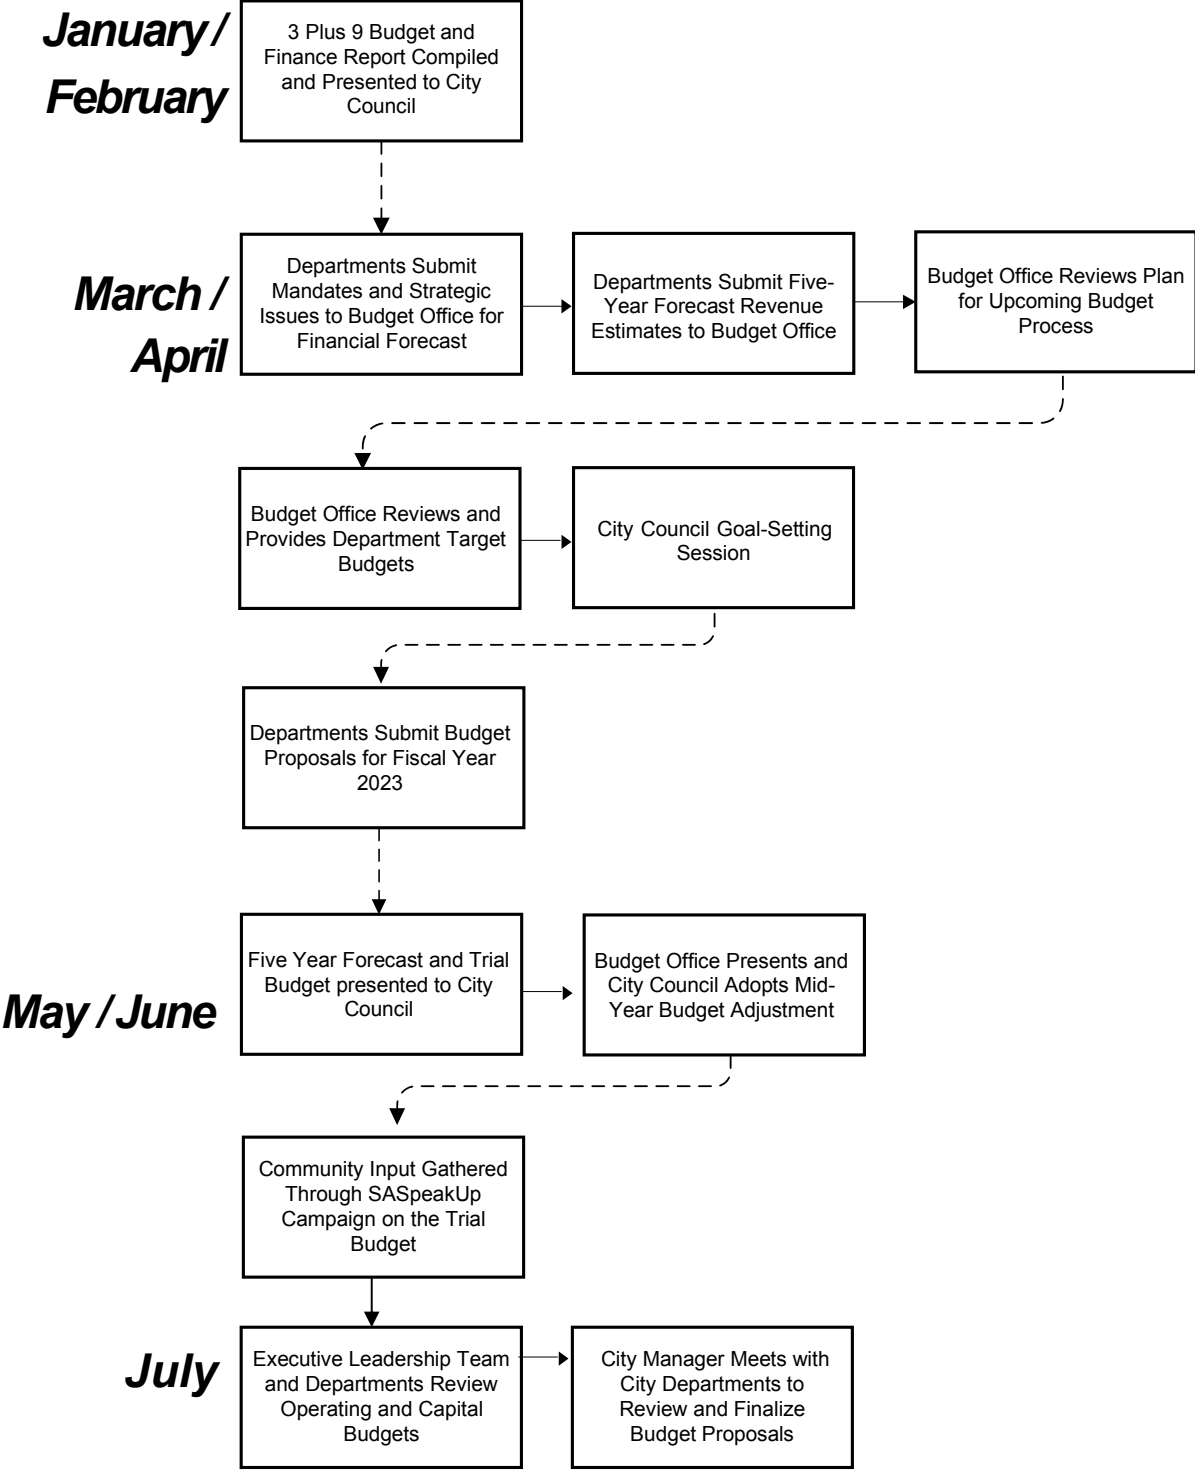 January /
February
3 Plus 9 Budget and
Finance Report Compiled
and Presented to City
Council
March /
April
Departments Submit
Mandates and Strategic
Issues to Budget Office for
Financial Forecast
Departments Submit Five-
Year Forecast Revenue
Estimates to Budget Office
Budget Office Reviews Plan
for Upcoming Budget
Process
Budget Office Reviews and
Provides Department Target
Budgets
City Council Goal-Setting
Session
Departments Submit Budget
Proposals for Fiscal Year
2023
May / June
Five Year Forecast and Trial
Budget presented to City
Council
Budget Office Presents and
City Council Adopts Mid-
Year Budget Adjustment
Community Input Gathered
Through SASpeakUp
Campaign on the Trial
Budget
July
Executive Leadership Team
and Departments Review
Operating and Capital
Budgets
City Manager Meets with
City Departments to
Review and Finalize
Budget Proposals